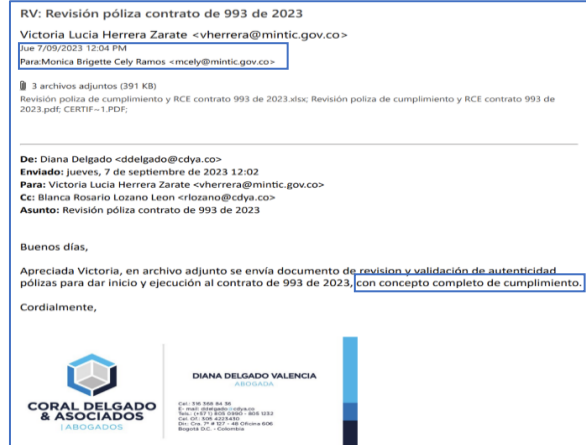 RV: Revisión póliza contrato de 993 de 2023
Victoria Lucia Herrera Zarate <vherrera@mintic.gov.co>
Jue 7/09/2023 12:04 PM
Para:Monica Brigette Cely Ramos <mcely@mintic.gov.co>
3 archivos adjuntos (391 KB)
Revisión poliza de cumplimiento y RCE contrato 993 de 2023.xlsx; Revisión poliza de cumplimiento y RCE contrato 993 de
2023.pdf; CERTIF~1.PDF;
De: Diana Delgado <ddelgado@cdya.co>
Enviado: jueves, 7 de septiembre de 2023 12:02
Para: Victoria Lucia Herrera Zarate <vherrera@mintic.gov.co>
Cc: Blanca Rosario Lozano Leon <rlozano@cdya.co>
Asunto: Revisión póliza contrato de 993 de 2023
Buenos días,
Apreciada Victoria, en archivo adjunto se envía documento de revision y validación de autenticidad
pólizas para dar inicio y ejecución al contrato de 993 de 2023, con concepto completo de cumplimiento.
Cordialmente,
CORAL DELGADO
& ASOCIADOS
| ABOGADOS
DIANA DELGADO VALENCIA
ABOGADA
E- mail: ddelgado@cdya.co
Bogotá D.C. - Colombia